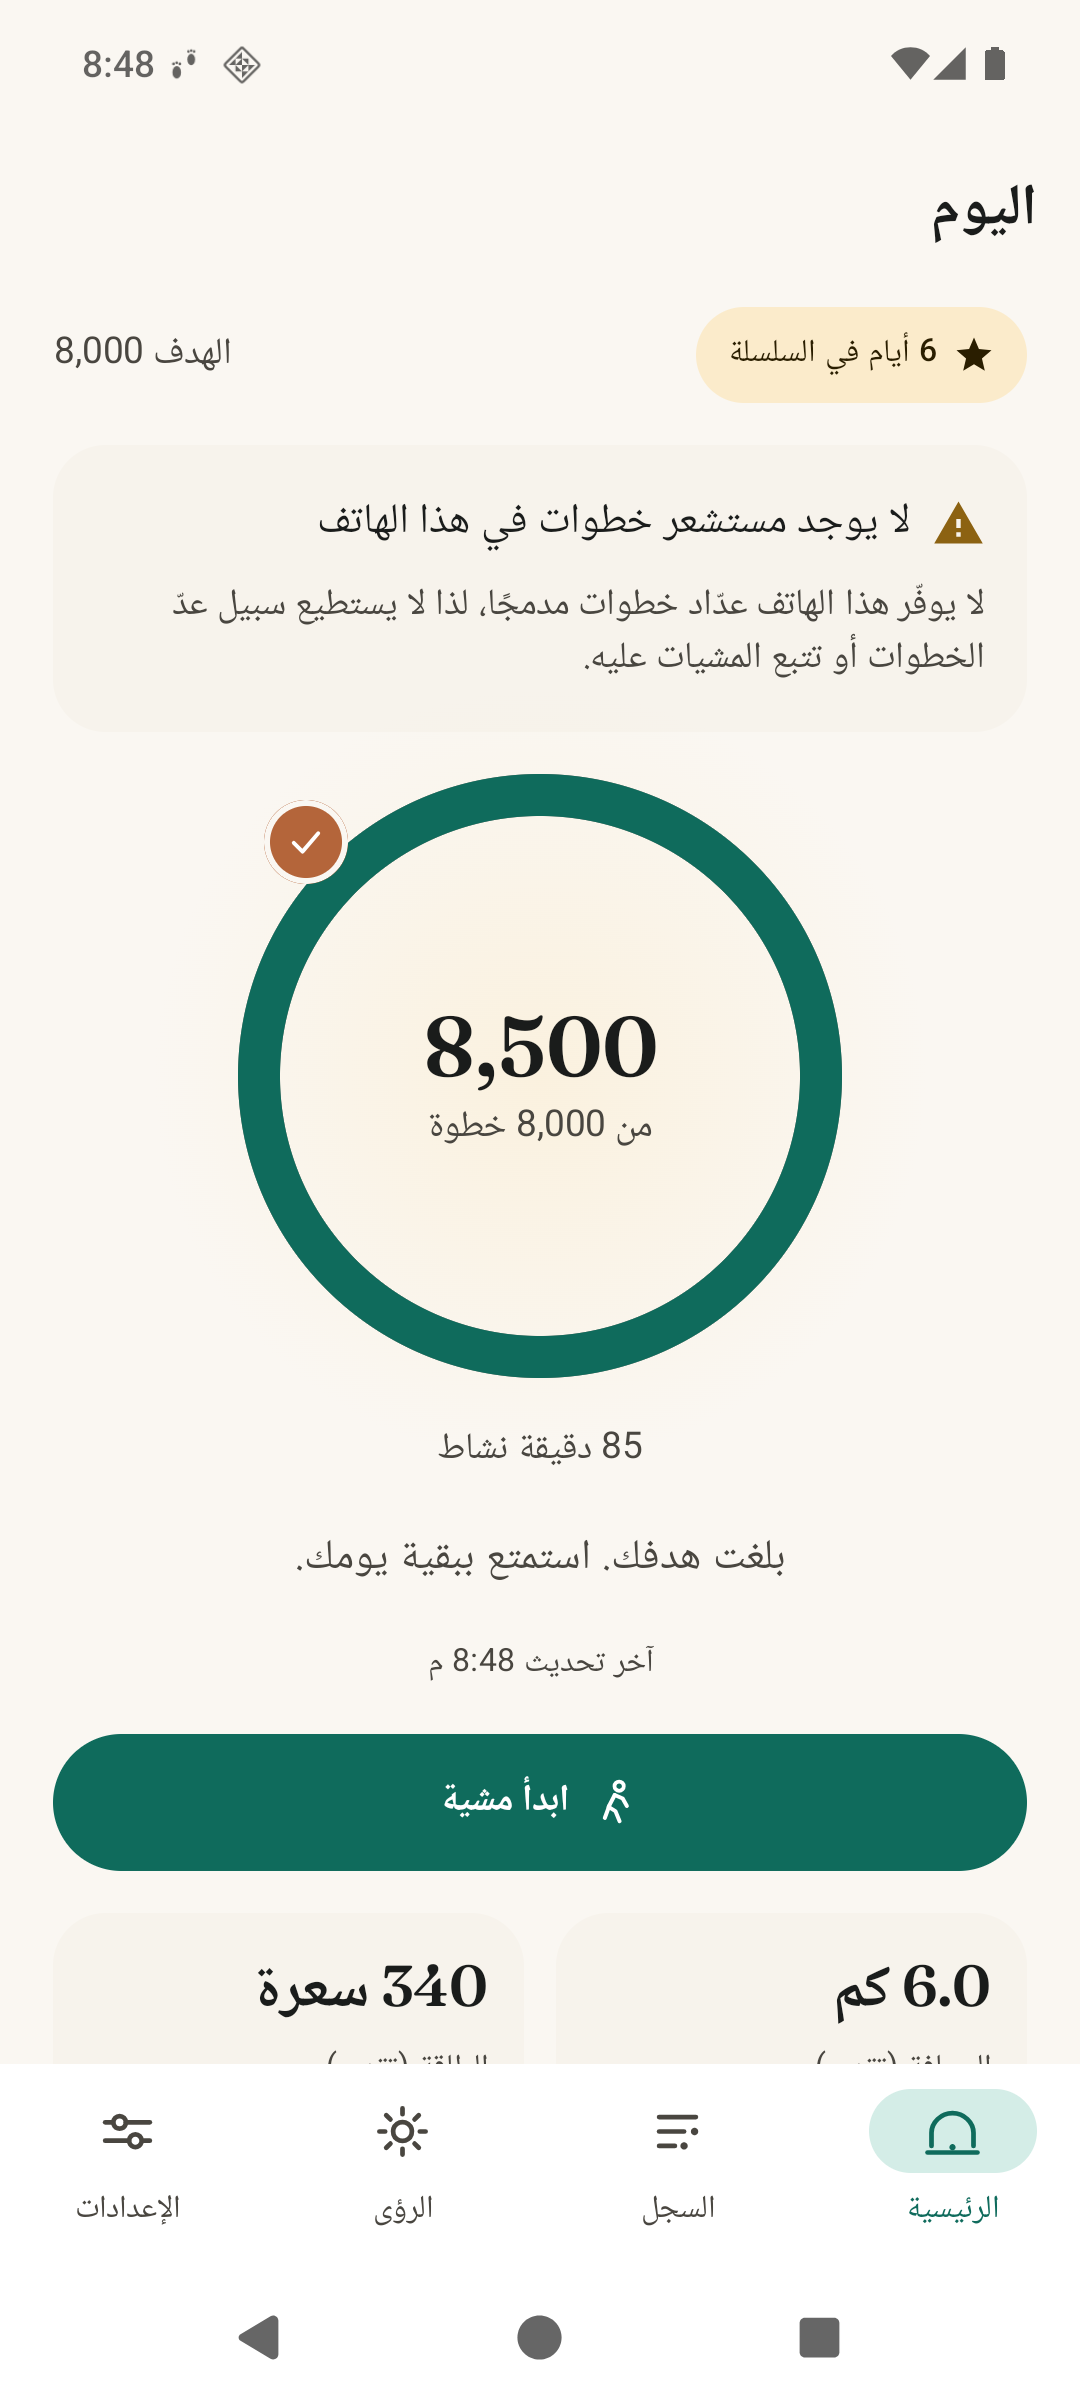 8:48
اليوم
6 أيام في السلسلة
الهدف 8,000
لا يوجد مستشعر خطوات في هذا الهاتف
لا يوفّر هذا الهاتف عدّاد خطوات مدمجًا، لذا لا يستطيع سبيل عدّ
الخطوات أو تتبع المشيات عليه.
8,500
من 8,000 خطوة
85 دقيقة نشاط
بلغت هدفك. استمتع ببقية يومك.
آخر تحديث 8:48 م
ابدأ مشية
6.0 كم
340 سعرة
الرئيسية
السجل
الرؤى
الإعدادات